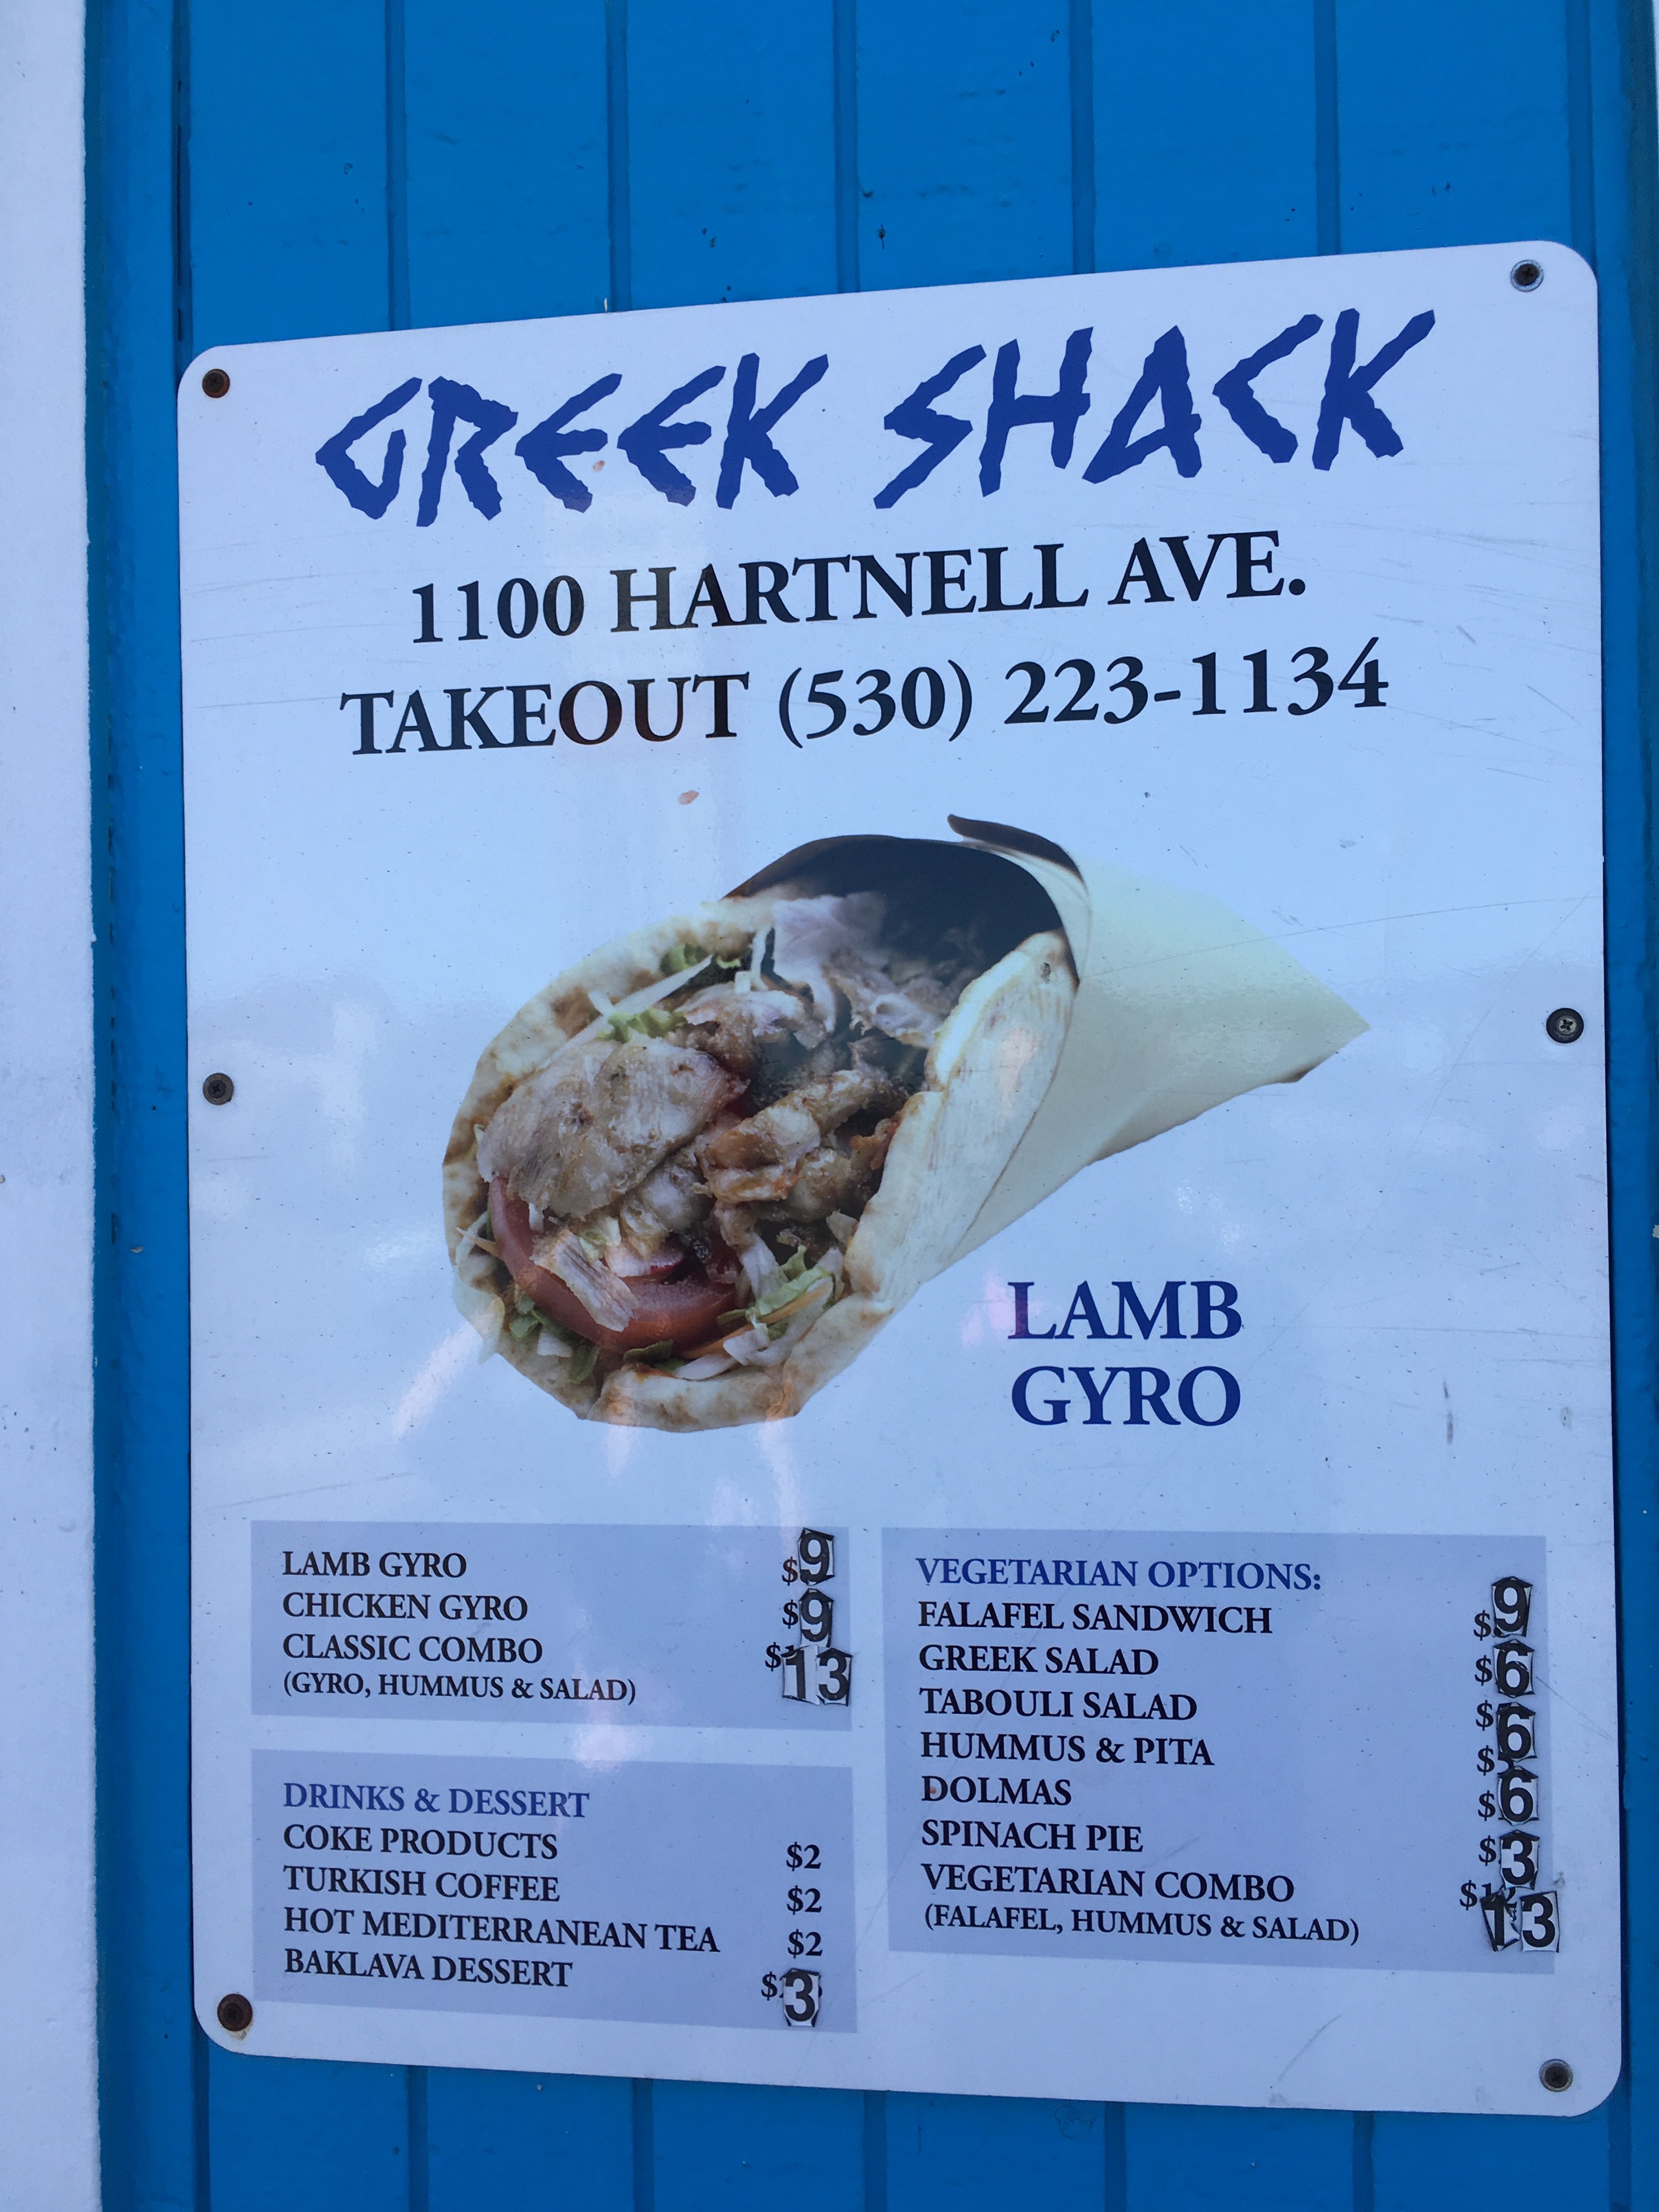 GREEK SHACK
1100 HARTNELL AVE.
TAKEOUT (530) 223-1134
LAMB
GYRO
LAMB GYRO $9
CHICKEN GYRO $9
CLASSIC COMBO $13
(GYRO, HUMMUS & SALAD)
DRINKS & DESSERT
COKE PRODUCTS $2
TURKISH COFFEE $2
HOT MEDITERRANEAN TEA $2
BAKLAVA DESSERT $3
VEGETARIAN OPTIONS:
FALAFEL SANDWICH $9
GREEK SALAD $6
TABOULI SALAD $6
HUMMUS & PITA $
DOLMAS $6
SPINACH PIE $3
VEGETARIAN COMBO $13
(FALAFEL, HUMMUS & SALAD)